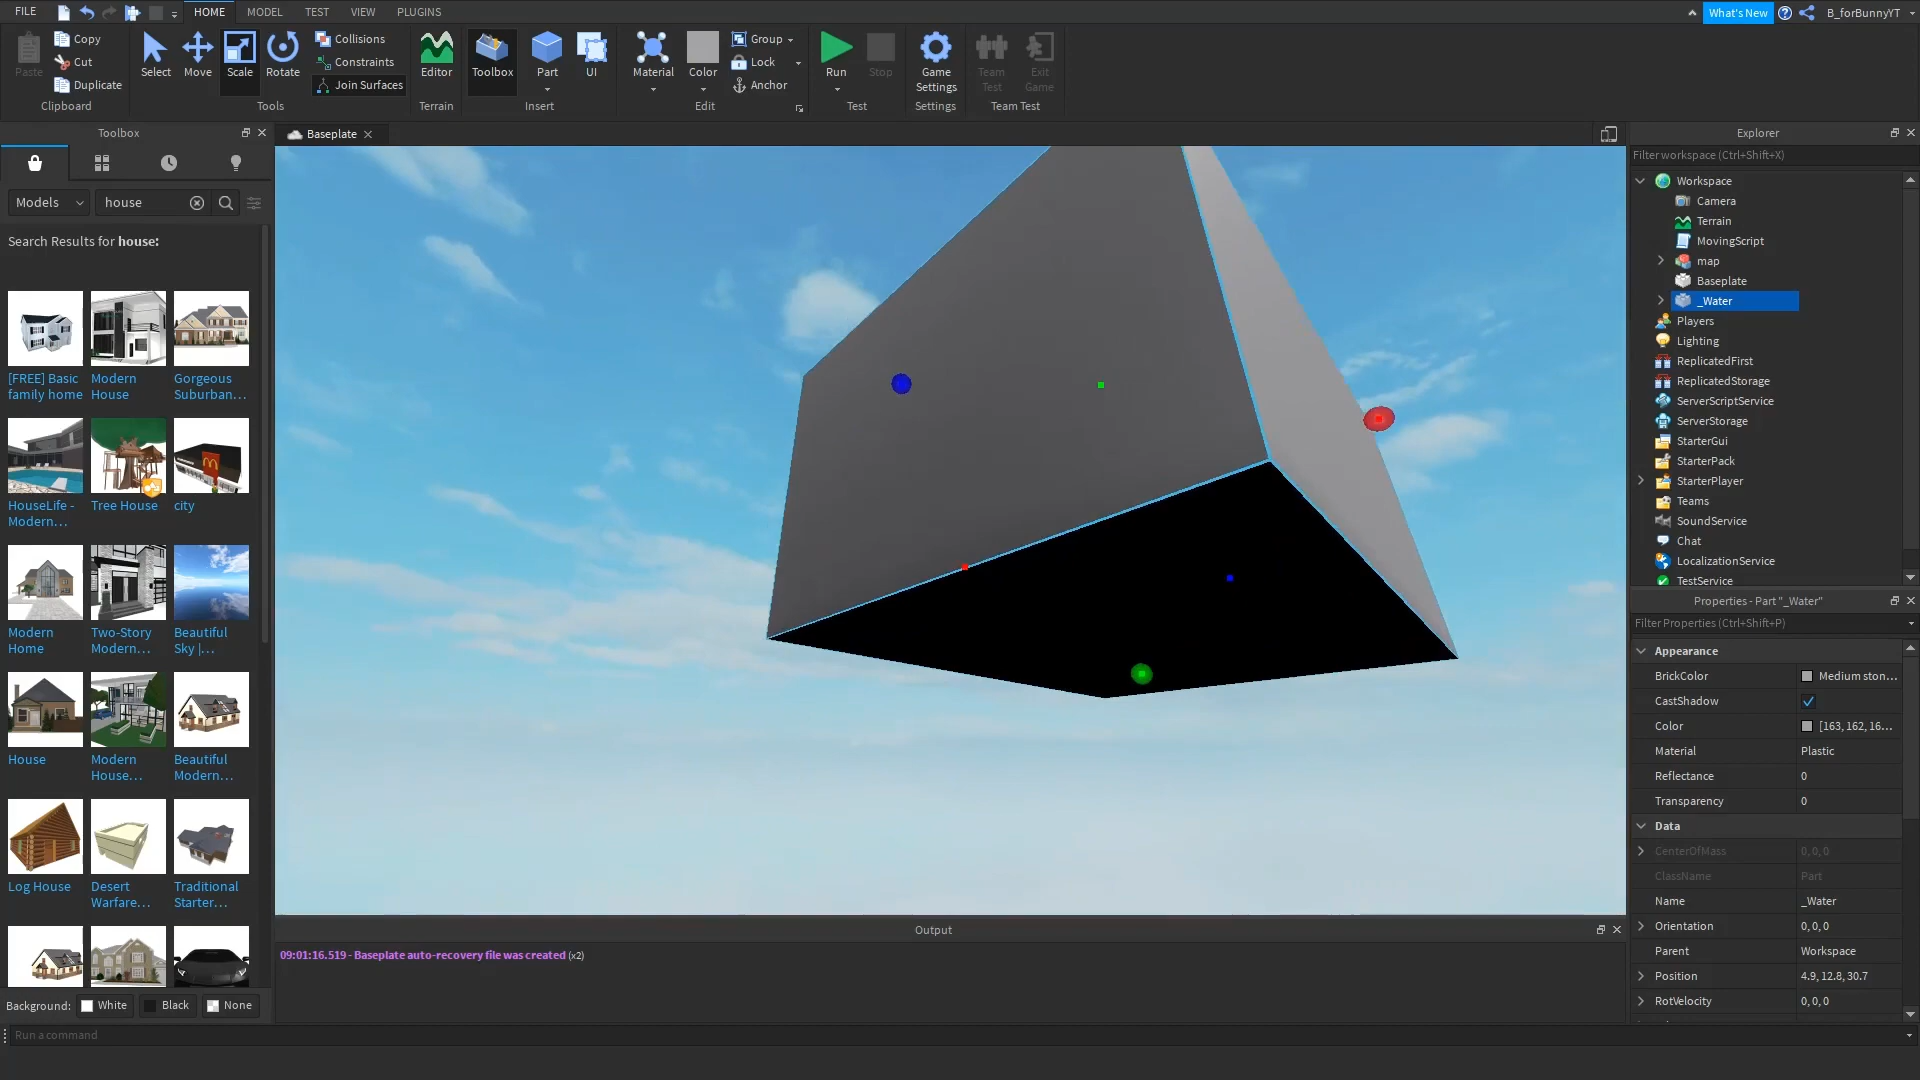 FILE HOME MODEL TEST VIEW PLUGINS What's New B_forBunnyYT
Paste
Copy
Cut
Duplicate
Clipboard
Select Move Scale Rotate
Collisions
Constraints
Join Surfaces
Tools
Editor
Terrain
Toolbox Part UI
Insert
Material Color
Group
Lock
Anchor
Edit
Run Stop
Test
Game Settings
Settings
Team Test
Exit Game
Team Test
Toolbox
Models house
Search Results for house:
[FREE] Basic family home
Modern House
Gorgeous Suburban...
HouseLife - Modern...
Tree House
city
Modern Home
Two-Story Modern...
Beautiful Sky |...
House
Modern House...
Beautiful Modern...
Log House
Desert Warfare...
Traditional Starter...
Background: White Black None
Run a command
Baseplate
Output
09:01:16.519 - Baseplate auto-recovery file was created (x2)
Explorer
Filter workspace (Ctrl+Shift+X)
Workspace
Camera
Terrain
MovingScript
map
Baseplate
_Water
Players
Lighting
ReplicatedFirst
ReplicatedStorage
ServerScriptService
ServerStorage
StarterGui
StarterPack
StarterPlayer
Teams
SoundService
Chat
LocalizationService
TestService
Properties - Part "_Water"
Filter Properties (Ctrl+Shift+P)
Appearance
BrickColor Medium ston...
CastShadow
Color [163, 162, 16...
Material Plastic
Reflectance 0
Transparency 0
Data
CenterOfMass 0, 0, 0
ClassName Part
Name _Water
Orientation 0, 0, 0
Parent Workspace
Position 4.9, 12.8, 30.7
RotVelocity 0, 0, 0